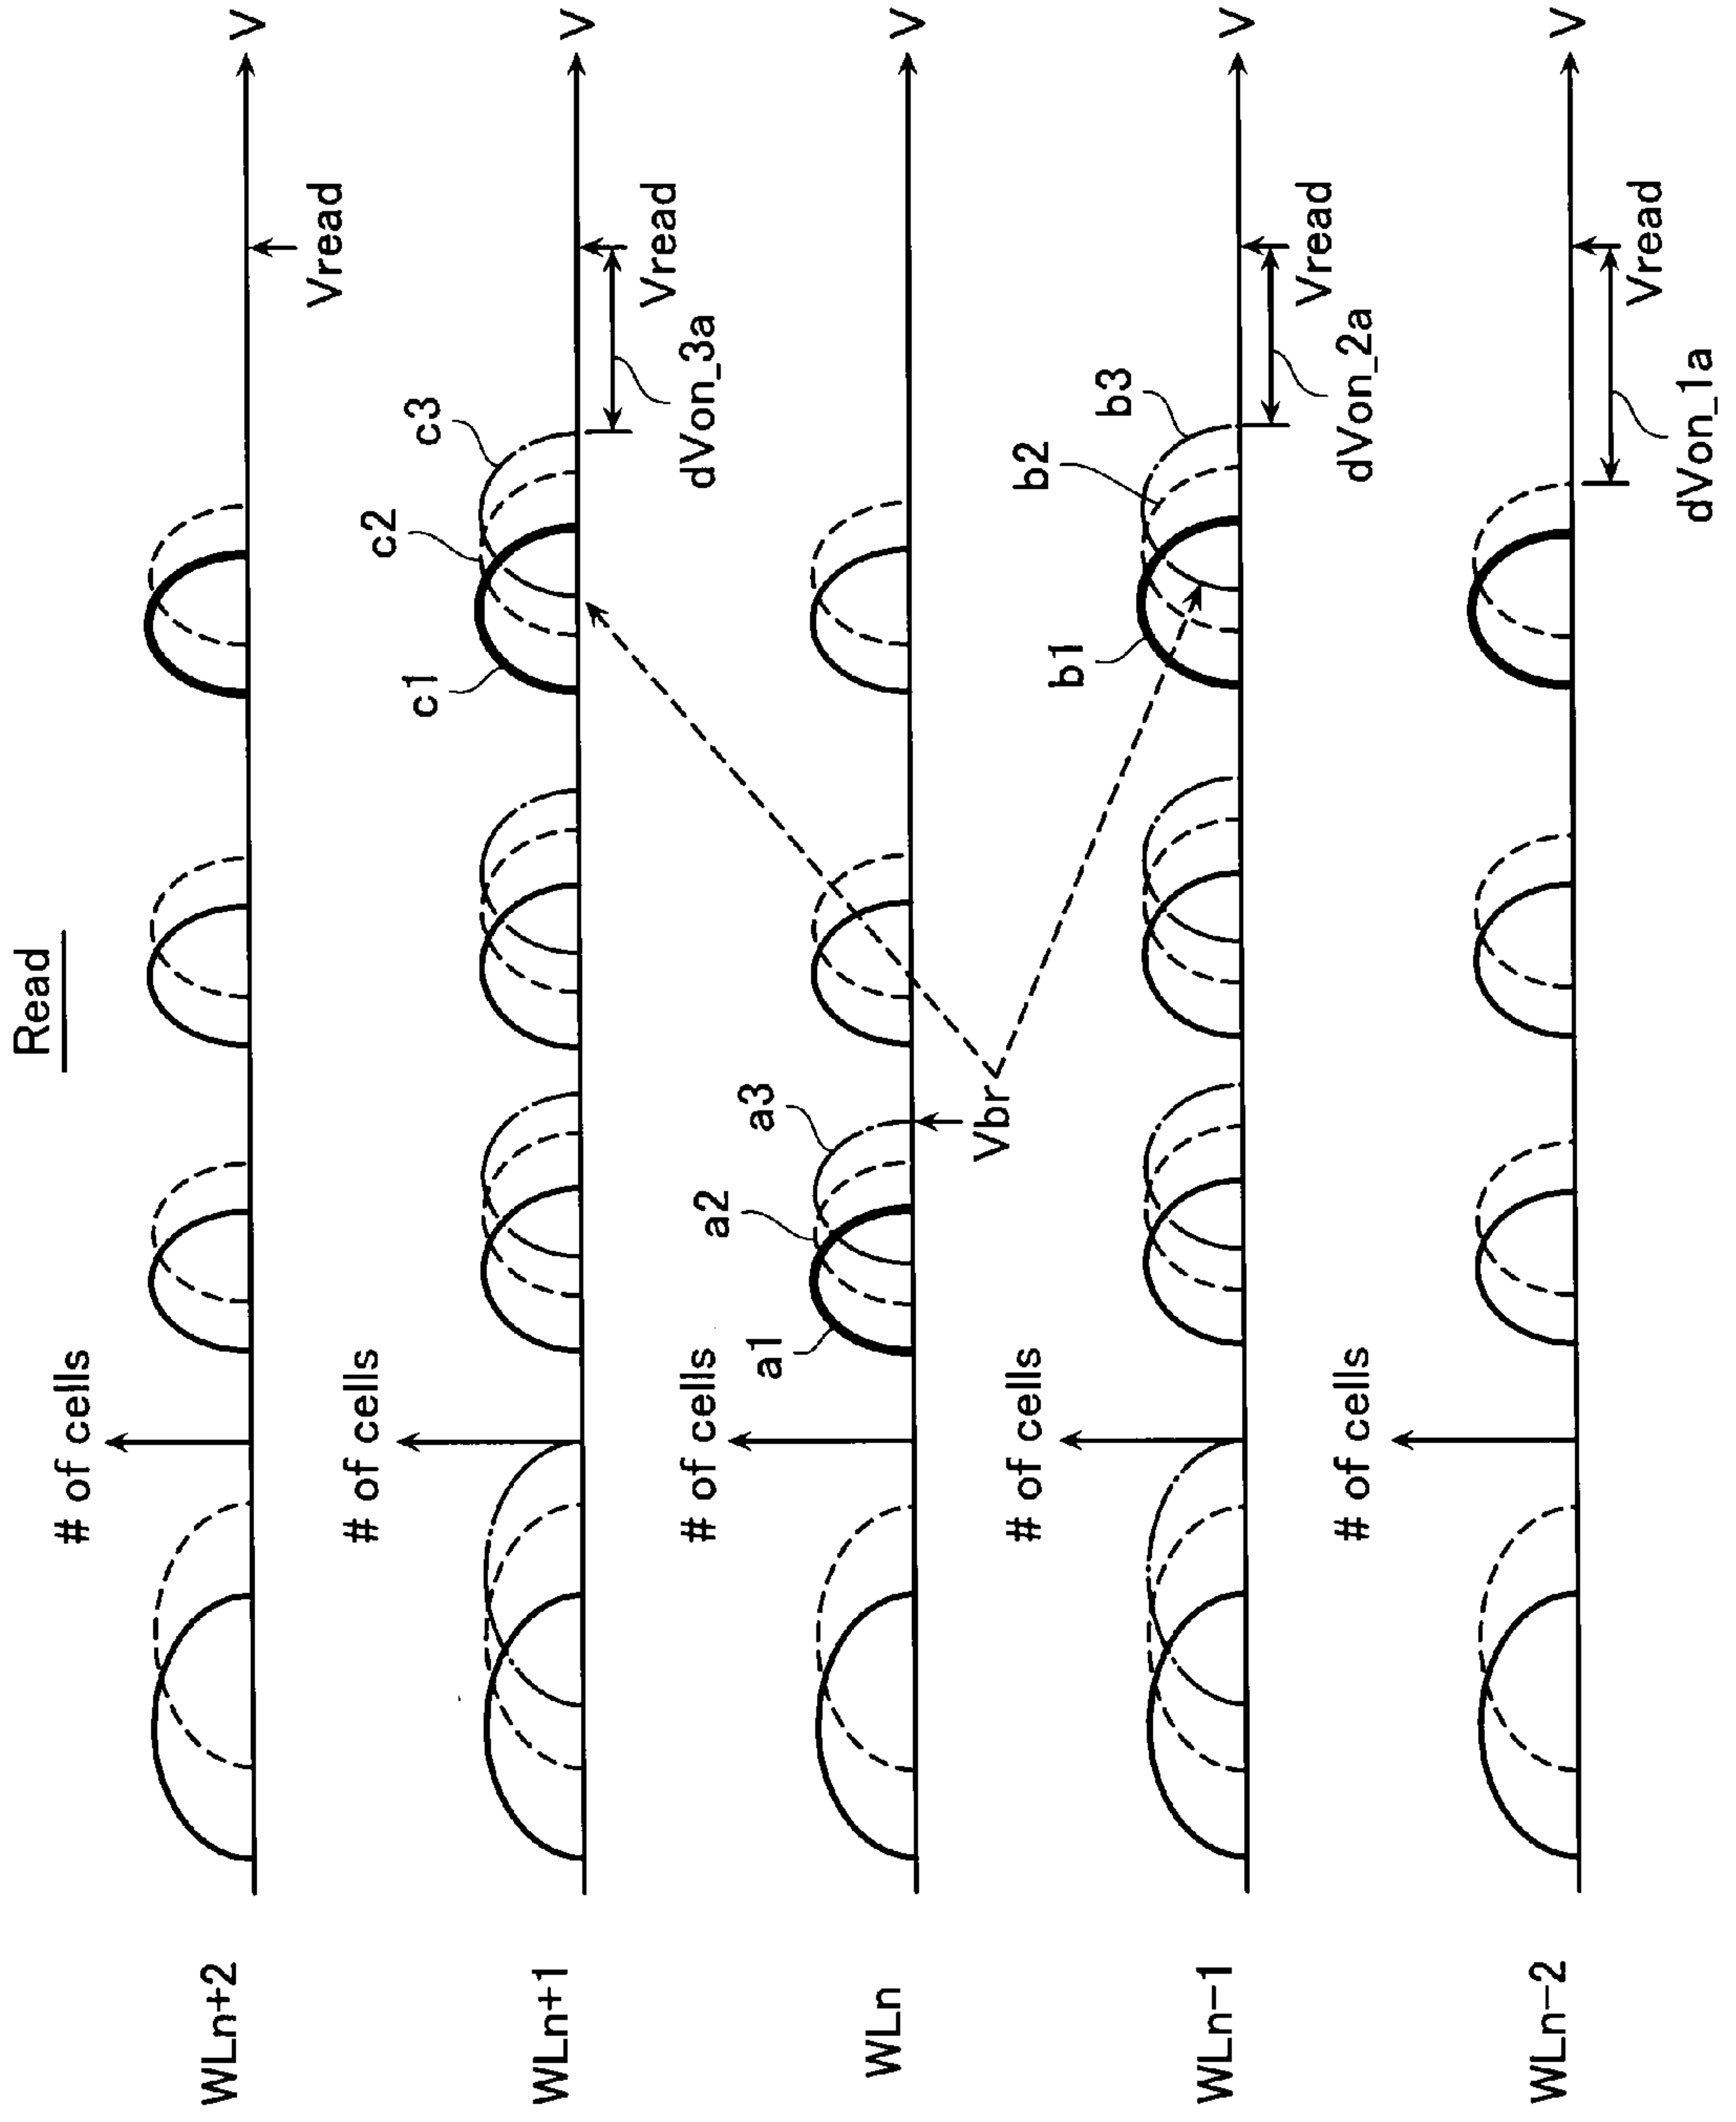 Read
WLn+2
# of cells
Vread
V
WLn+1
# of cells
c1
c2
c3
Vread
dVon_3a
V
WLn
# of cells
a1
a2
a3
Vbr
V
WLn-1
# of cells
b1
b2
b3
Vread
dVon_2a
V
WLn-2
# of cells
Vread
dVon_1a
V